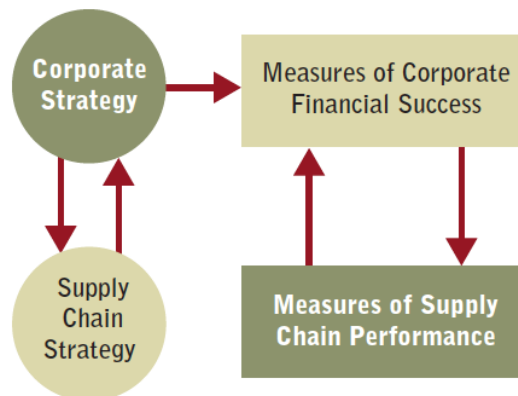 Corporate
Strategy
Measures of Corporate
Financial Success
Supply
Chain
Strategy
Measures of Supply
Chain Performance